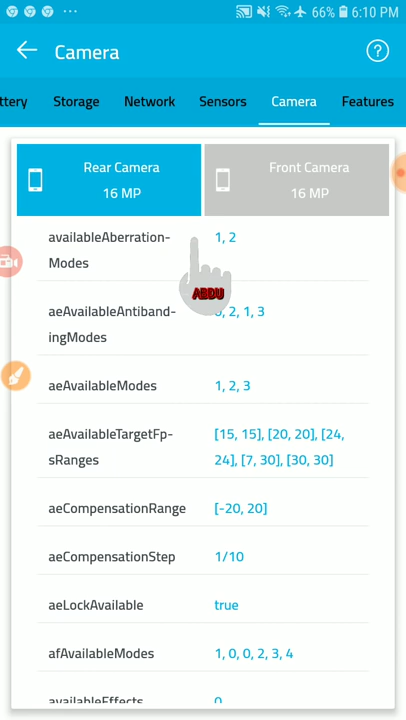 66% 6:10 PM
Camera
?
ttery Storage Network Sensors Camera Features
Rear Camera Front Camera
16 MP 16 MP
availableAberration- 1, 2
Modes
ABDU
aeAvailableAntiband- 0, 2, 1, 3
ingModes
aeAvailableModes 1, 2, 3
aeAvailableTargetFp- [15, 15], [20, 20], [24,
sRanges 24], [7, 30], [30, 30]
aeCompensationRange [-20, 20]
aeCompensationStep 1/10
aeLockAvailable true
afAvailableModes 1, 0, 0, 2, 3, 4
availableEffects 0